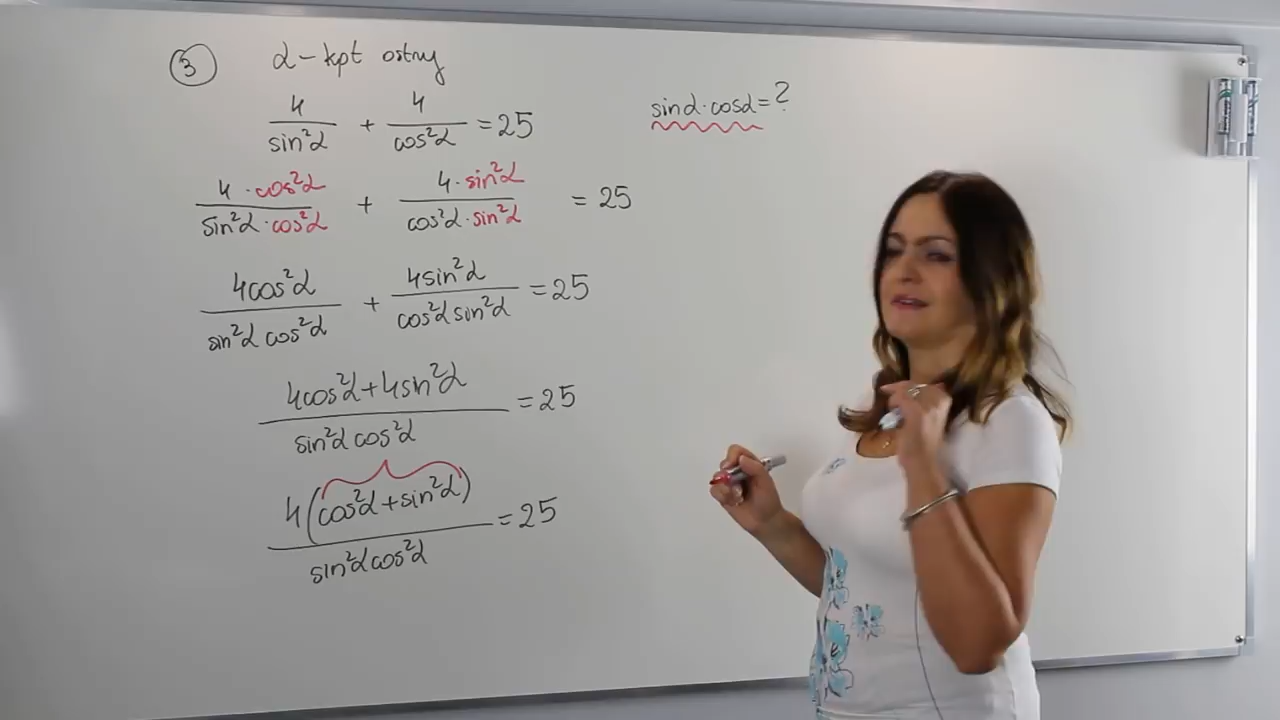 3 α-kąt ostry
4/sin²α + 4/cos²α = 25
sinα·cosα = ?
4·cos²α/sin²α·cos²α + 4·sin²α/cos²α·sin²α = 25
4cos²α/sin²α cos²α + 4sin²α/cos²α sin²α = 25
4cos²α+4sin²α/sin²α cos²α = 25
4(cos²α+sin²α)/sin²α cos²α = 25